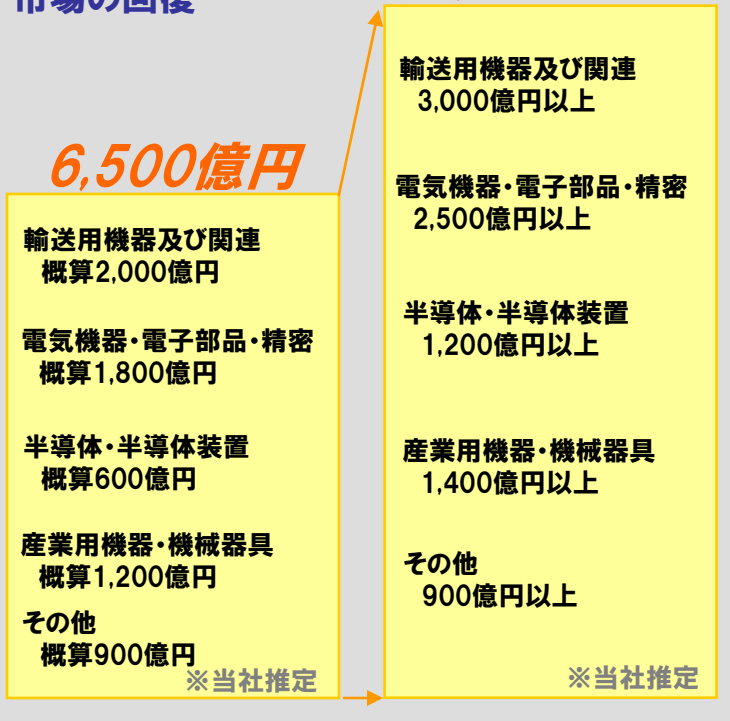 市場の回復
6,500億円
輸送用機器及び関連
概算2,000億円
電気機器・電子部品・精密
概算1,800億円
半導体・半導体装置
概算600億円
産業用機器・機械器具
概算1,200億円
その他
概算900億円
※当社推定
輸送用機器及び関連
3,000億円以上
電気機器・電子部品・精密
2,500億円以上
半導体・半導体装置
1,200億円以上
産業用機器・機械器具
1,400億円以上
その他
900億円以上
※当社推定